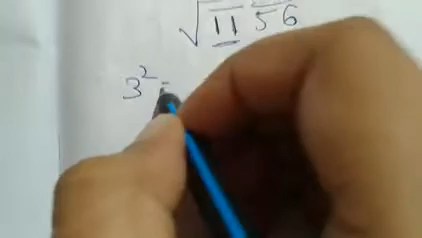 √1156
3² =